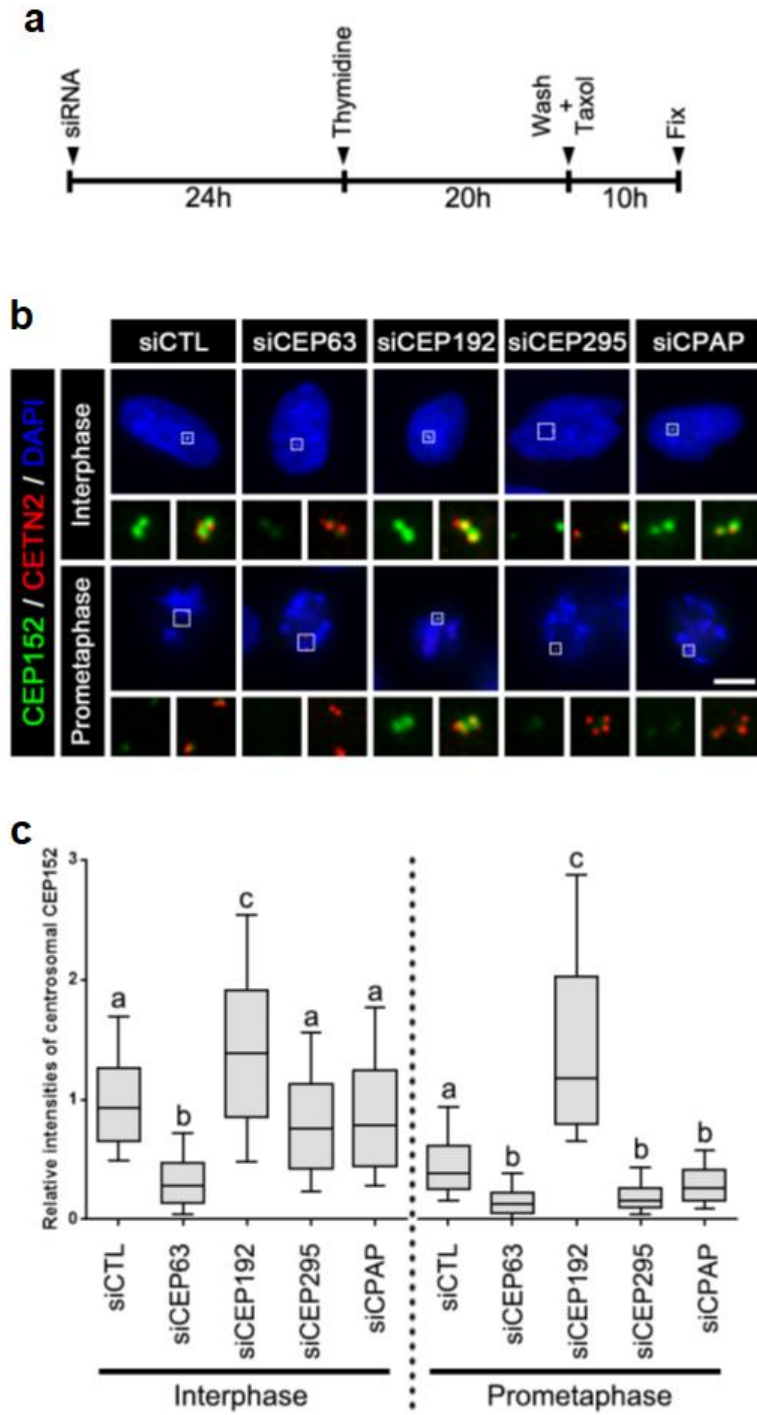 a
siRNA
Thymidine
Wash
+
Taxol
Fix
24h
20h
10h
b
siCTL
siCEP63
siCEP192
siCEP295
siCPAP
CEP152 / CETN2 / DAPI
Interphase
Prometaphase
c
Relative intensities of centrosomal CEP152
3
2
1
0
a
b
c
a
a
a
b
c
b
b
siCTL
siCEP63
siCEP192
siCEP295
siCPAP
siCTL
siCEP63
siCEP192
siCEP295
siCPAP
Interphase
Prometaphase